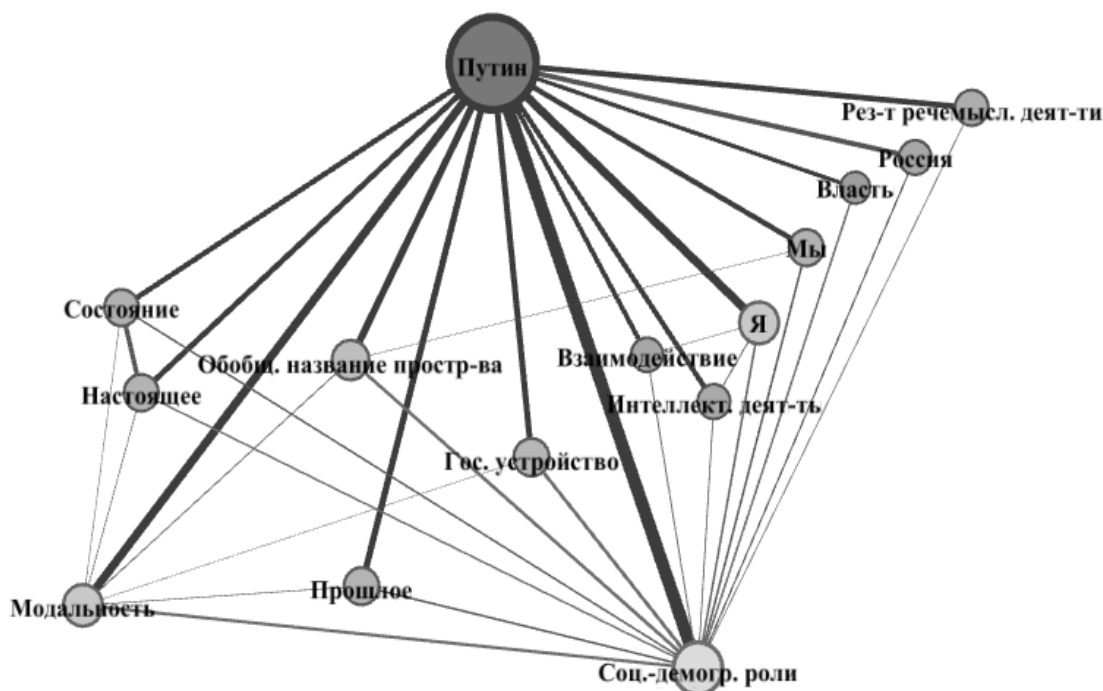 Путин
Рез-т речемысл. деят-ти
Россия
Власть
Мы
Состояние
Я
Обобщ. название простр-ва
Взаимодействие
Настоящее
Интеллект. деят-ть
Гос. устройство
Прошлое
Модальность
Соц.-демогр. роли